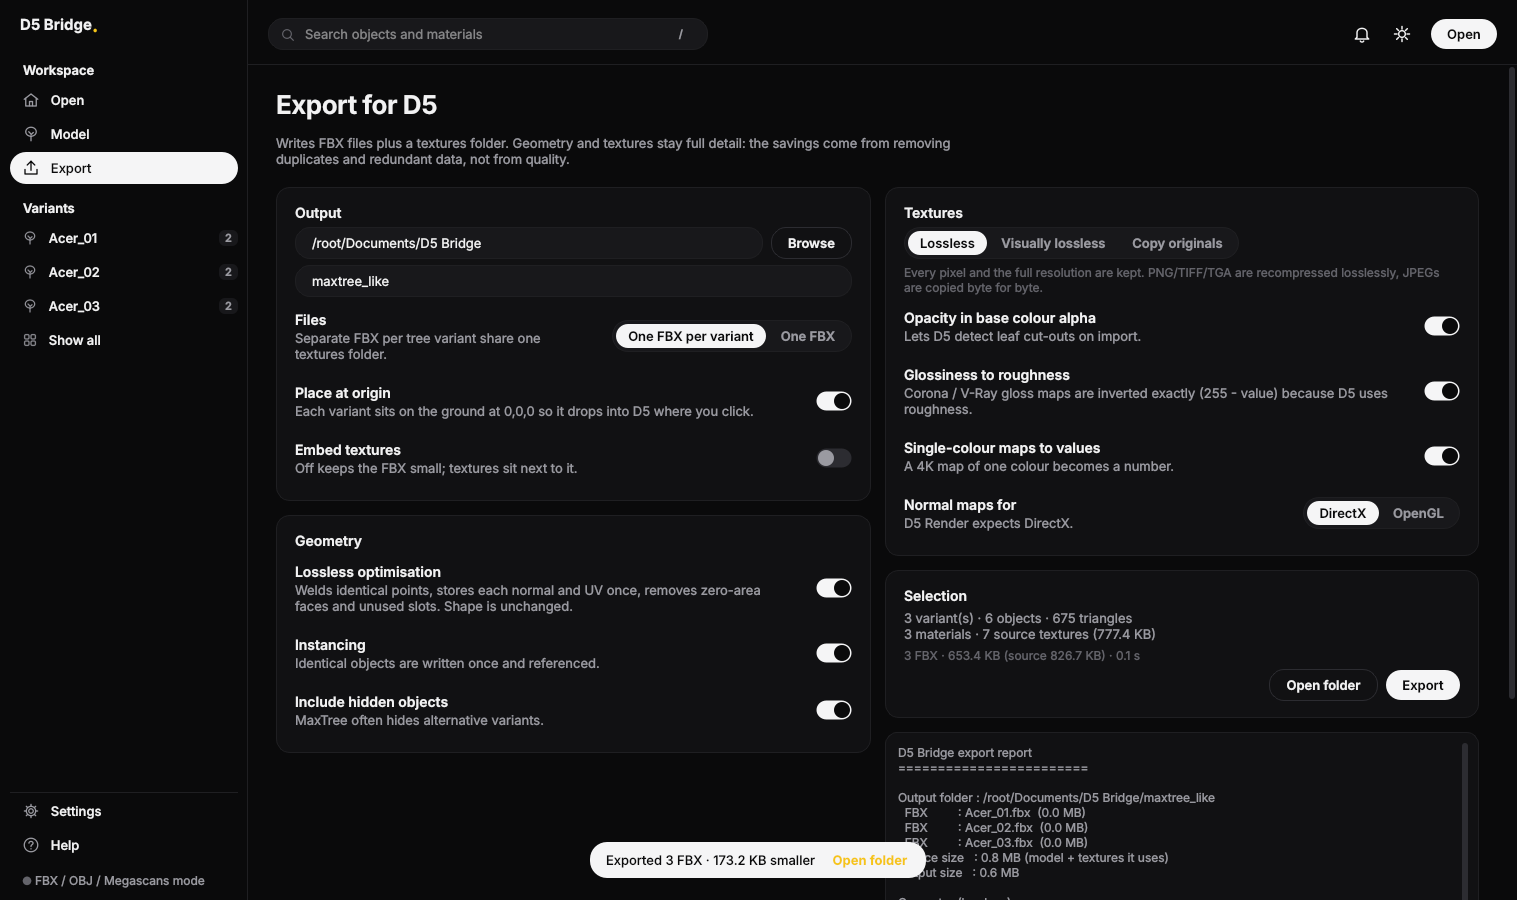 D5 Bridge.
Search objects and materials
/
Open
Workspace
Open
Model
Export
Variants
Acer_01
2
Acer_02
2
Acer_03
2
Show all
Settings
Help
FBX / OBJ / Megascans mode
Export for D5
Writes FBX files plus a textures folder. Geometry and textures stay full detail: the savings come from removing
duplicates and redundant data, not from quality.
Output
/root/Documents/D5 Bridge
Browse
maxtree_like
Files
Separate FBX per tree variant share one
textures folder.
One FBX per variant
One FBX
Place at origin
Each variant sits on the ground at 0,0,0 so it drops into D5 where you click.
Embed textures
Off keeps the FBX small; textures sit next to it.
Geometry
Lossless optimisation
Welds identical points, stores each normal and UV once, removes zero-area
faces and unused slots. Shape is unchanged.
Instancing
Identical objects are written once and referenced.
Include hidden objects
MaxTree often hides alternative variants.
Textures
Lossless
Visually lossless
Copy originals
Every pixel and the full resolution are kept. PNG/TIFF/TGA are recompressed losslessly, JPEGs
are copied byte for byte.
Opacity in base colour alpha
Lets D5 detect leaf cut-outs on import.
Glossiness to roughness
Corona / V-Ray gloss maps are inverted exactly (255 - value) because D5 uses
roughness.
Single-colour maps to values
A 4K map of one colour becomes a number.
Normal maps for
D5 Render expects DirectX.
DirectX
OpenGL
Selection
3 variant(s) · 6 objects · 675 triangles
3 materials · 7 source textures (777.4 KB)
3 FBX · 653.4 KB (source 826.7 KB) · 0.1 s
Open folder
Export
D5 Bridge export report
========================
Output folder : /root/Documents/D5 Bridge/maxtree_like
FBX : Acer_01.fbx (0.0 MB)
FBX : Acer_02.fbx (0.0 MB)
FBX : Acer_03.fbx (0.0 MB)
size : 0.8 MB (model + textures it uses)
size : 0.6 MB
Exported 3 FBX · 173.2 KB smaller
Open folder